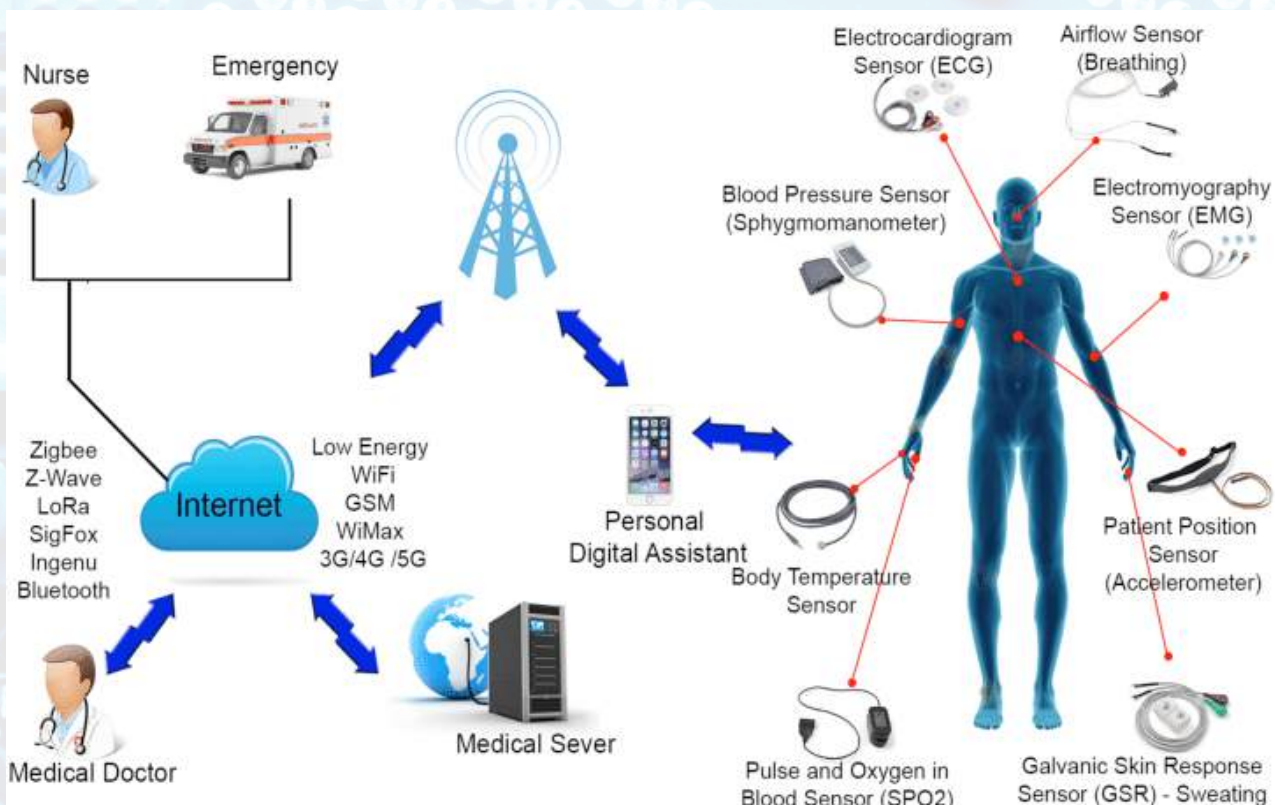 Nurse
Emergency
Electrocardiogram
Sensor (ECG)
Airflow Sensor
(Breathing)
Blood Pressure Sensor
(Sphygmomanometer)
Electromyography
Sensor (EMG)
Zigbee
Z-Wave
LoRa
SigFox
Ingenu
Bluetooth
Internet
Low Energy
WiFi
GSM
WiMax
3G/4G /5G
Personal
Digital Assistant
Body Temperature
Sensor
Patient Position
Sensor
(Accelerometer)
Medical Doctor
Medical Sever
Pulse and Oxygen in
Blood Sensor (SPO2)
Galvanic Skin Response
Sensor (GSR) - Sweating